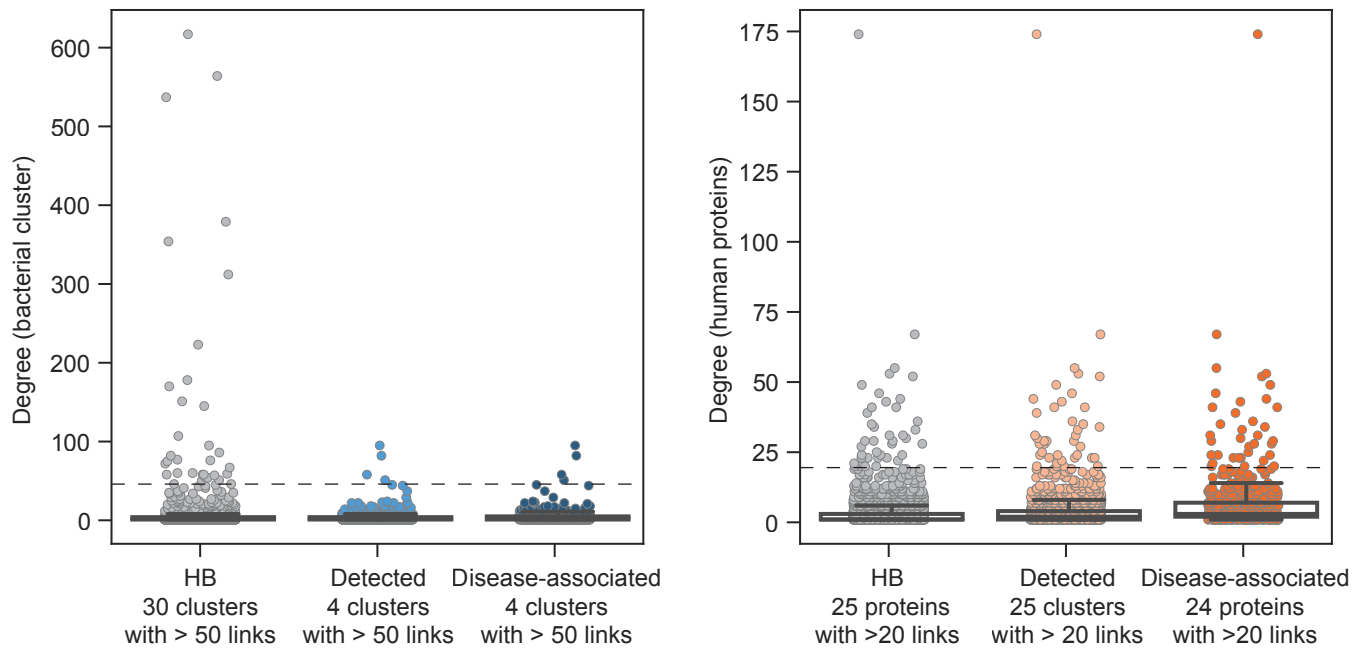 Degree (bacterial cluster)
600
500
400
300
200
100
0
HB
30 clusters
with > 50 links
Detected
4 clusters
with > 50 links
Disease-associated
4 clusters
with > 50 links
Degree (human proteins)
175
150
125
100
75
50
25
0
HB
25 proteins
with >20 links
Detected
25 clusters
with > 20 links
Disease-associated
24 proteins
with >20 links